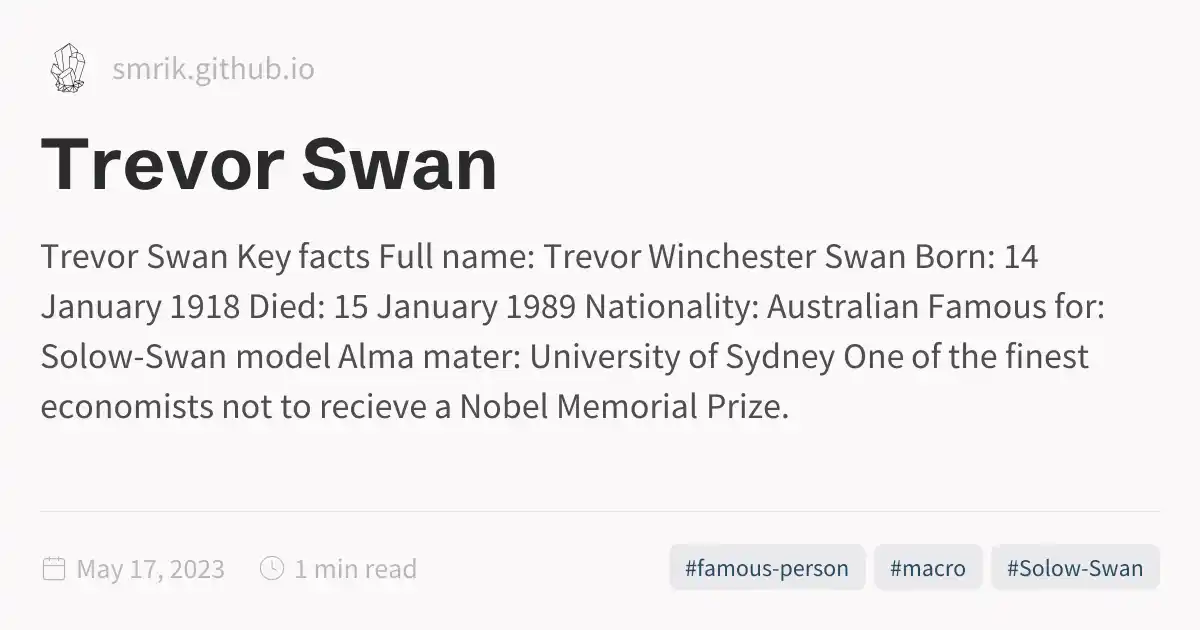 smrik.github.io
Trevor Swan
Trevor Swan Key facts Full name: Trevor Winchester Swan Born: 14
January 1918 Died: 15 January 1989 Nationality: Australian Famous for:
Solow-Swan model Alma mater: University of Sydney One of the finest
economists not to recieve a Nobel Memorial Prize.
May 17, 2023 1 min read #famous-person #macro #Solow-Swan